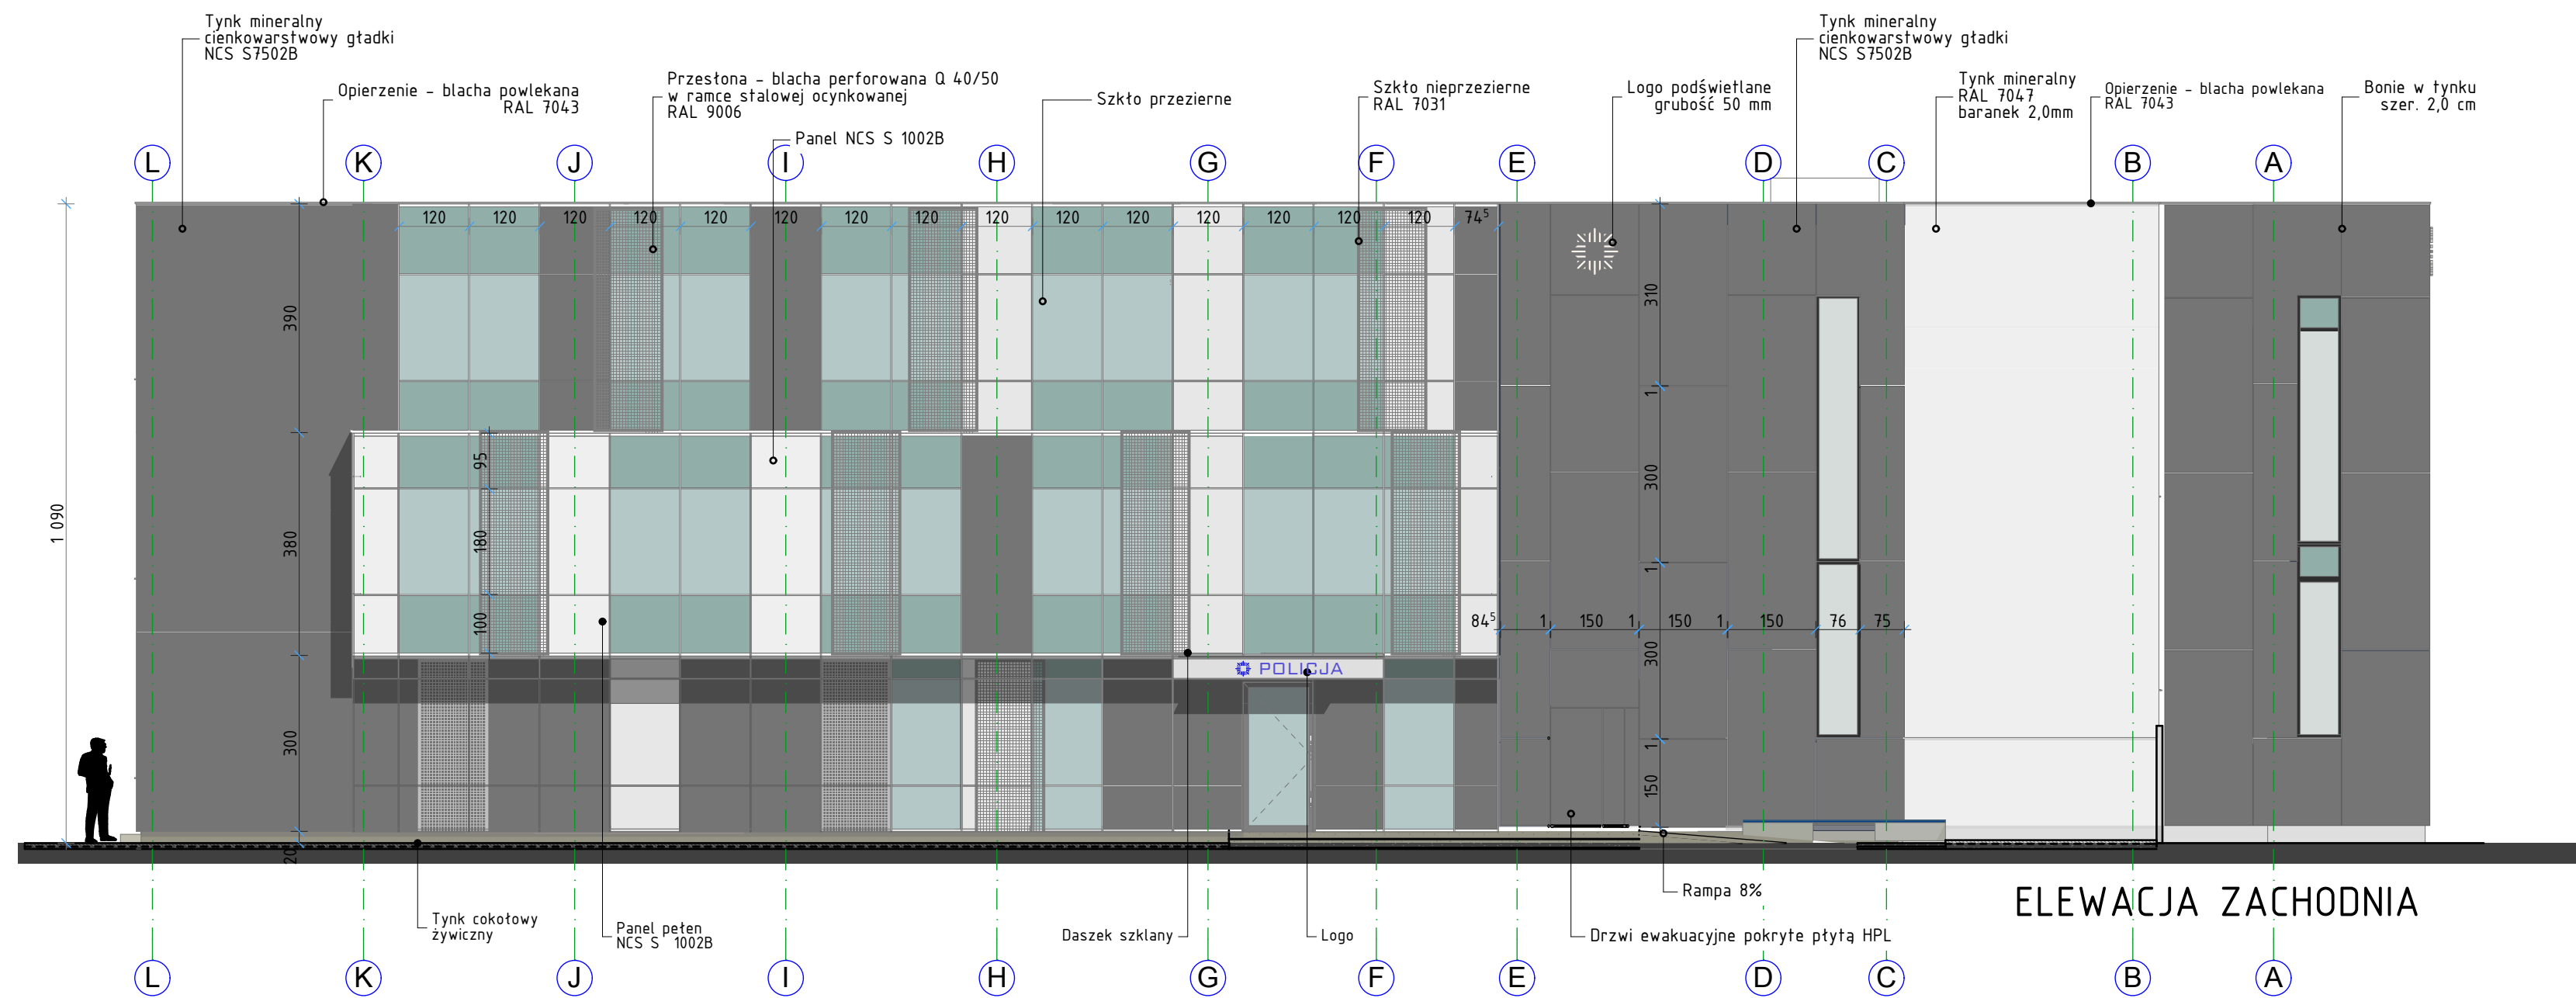 Tynk mineralny
cienkowarstwowy gładki
NCS S7502B
Opierzenie - blacha powlekana
RAL 7043
Przesłona - blacha perforowana Q 40/50
w ramce stalowej ocynkowanej
RAL 9006
Panel NCS S 1002B
Szkło przezierne
Szkło nieprzezierne
RAL 7031
Logo podświetlane
grubość 50 mm
Tynk mineralny
cienkowarstwowy gładki
NCS S7502B
Tynk mineralny
RAL 7047
baranek 2,0mm
Opierzenie - blacha powlekana
RAL 7043
Bonie w tynku
szer. 2,0 cm
L K J I H G F E D C B A
120 120 120 120 120 120 120 120 120 120 120 120 120 120 120 74⁵
1 090
390
380
300
20
95
180
100
310
1
300
1
300
1
150
84⁵ 1 150 1 150 1 150 76 75
POLICJA
Rampa 8%
ELEWACJA ZACHODNIA
Tynk cokołowy
żywiczny
Panel pełen
NCS S 1002B
Daszek szklany
Logo
Drzwi ewakuacyjne pokryte płytą HPL
L K J I H G F E D C B A